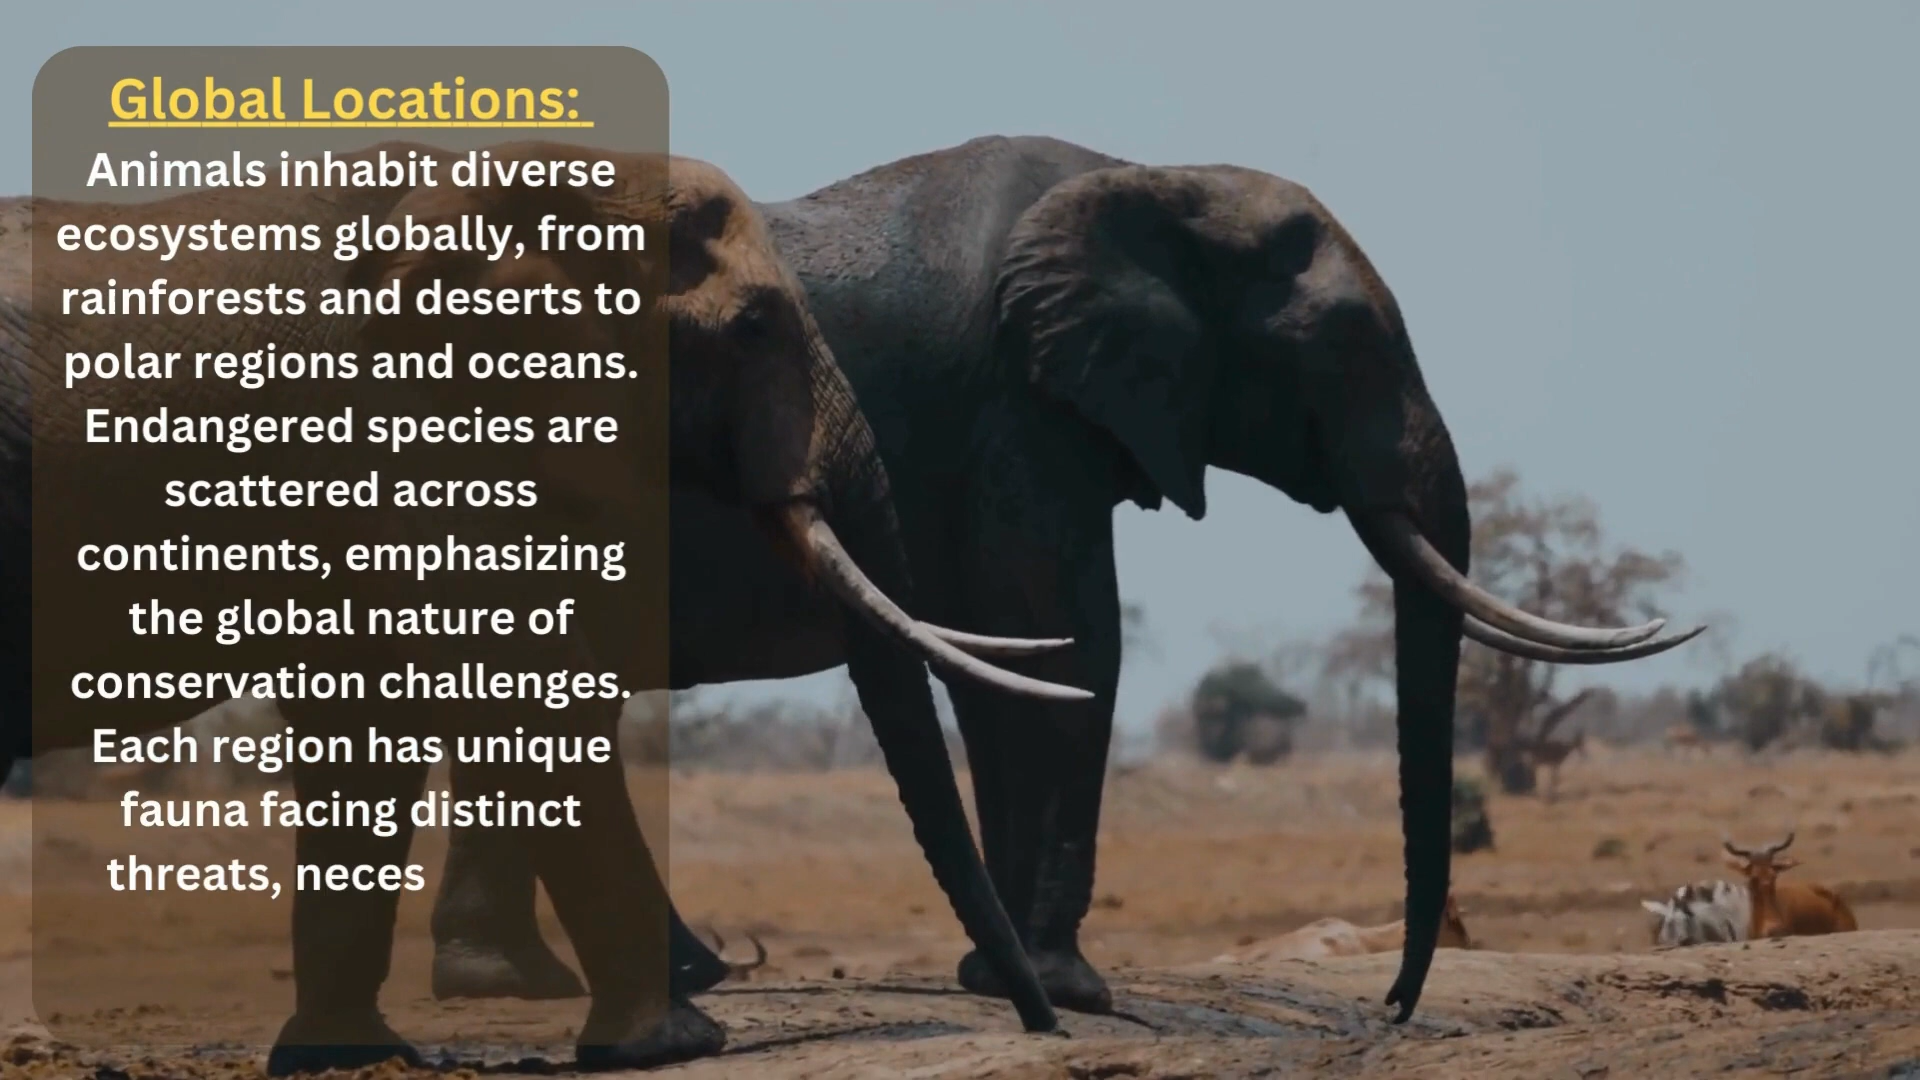 Global Locations:
Animals inhabit diverse
ecosystems globally, from
rainforests and deserts to
polar regions and oceans.
Endangered species are
scattered across
continents, emphasizing
the global nature of
conservation challenges.
Each region has unique
fauna facing distinct
threats, neces